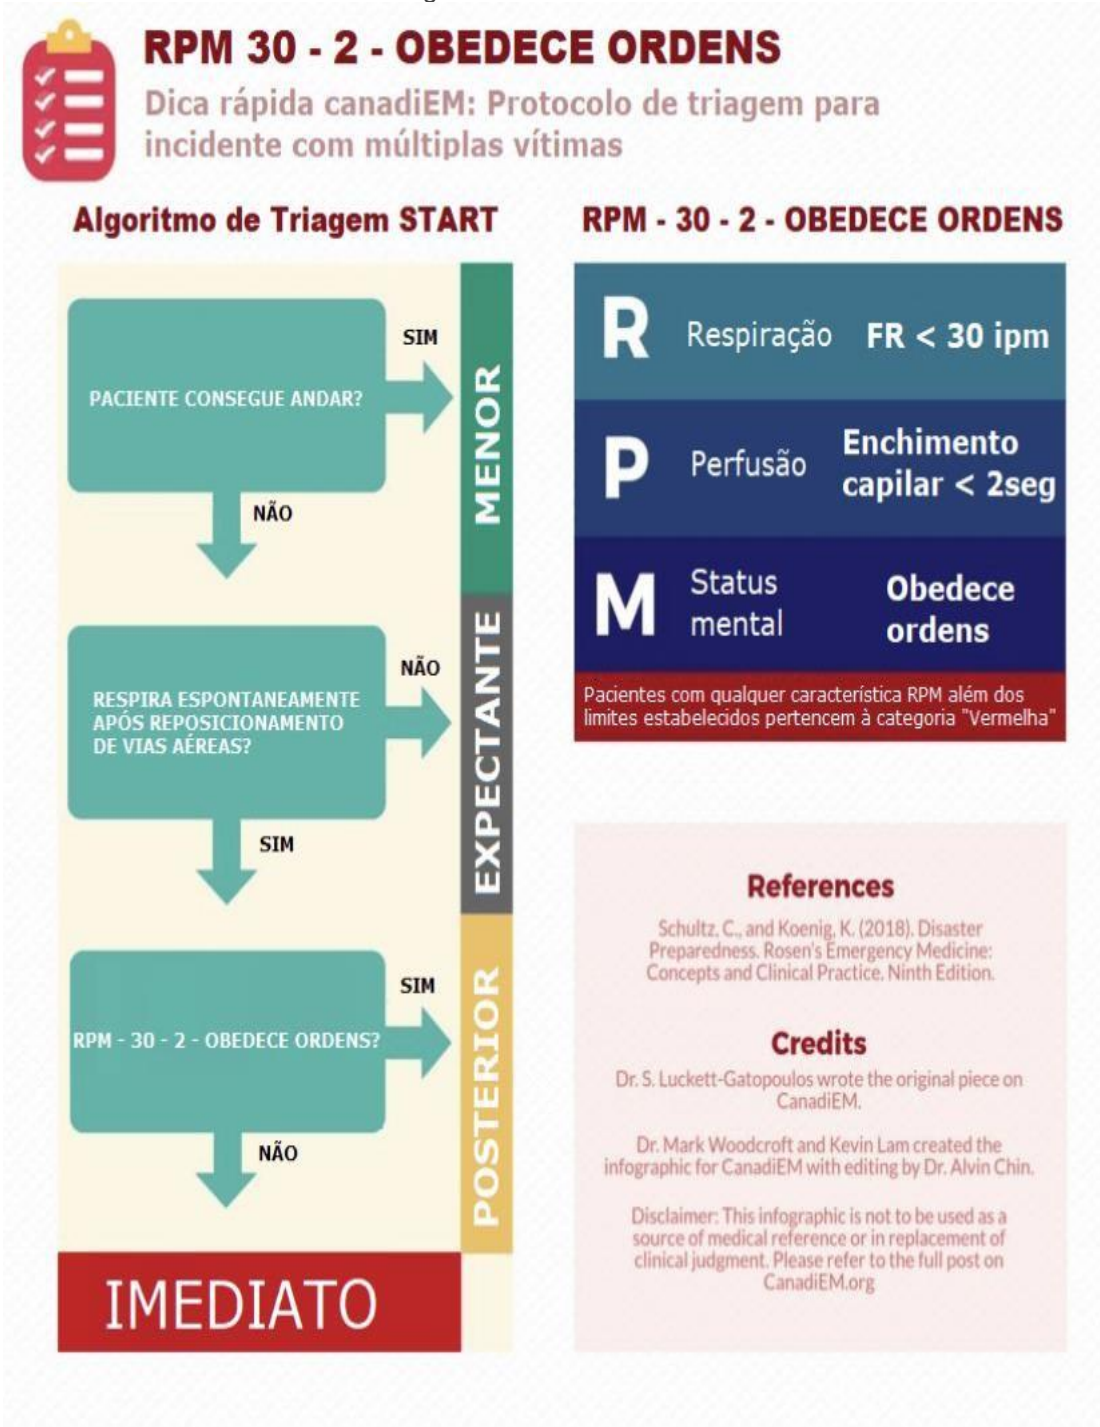 RPM 30 - 2 - OBEDECE ORDENS
Dica rápida canadiEM: Protocolo de triagem para
incidente com múltiplas vítimas
Algoritmo de Triagem START
PACIENTE CONSEGUE ANDAR?
SIM
NÃO
MENOR
RESPIRA ESPONTANEAMENTE
APÓS REPOSICIONAMENTO
DE VIAS AÉREAS?
NÃO
SIM
EXPECTANTE
RPM - 30 - 2 - OBEDECE ORDENS?
SIM
NÃO
POSTERIOR
IMEDIATO
RPM - 30 - 2 - OBEDECE ORDENS
R
Respiração
FR < 30 ipm
P
Perfusão
Enchimento
capilar < 2seg
M
Status
mental
Obedece
ordens
Pacientes com qualquer característica RPM além dos
limites estabelecidos pertencem à categoria "Vermelha"
References
Schultz, C., and Koenig, K. (2018). Disaster
Preparedness. Rosen's Emergency Medicine:
Concepts and Clinical Practice. Ninth Edition.
Credits
Dr. S. Luckett-Gatopoulos wrote the original piece on
CanadiEM.
Dr. Mark Woodcroft and Kevin Lam created the
infographic for CanadiEM with editing by Dr. Alvin Chin.
Disclaimer: This infographic is not to be used as a
source of medical reference or in replacement of
clinical judgment. Please refer to the full post on
CanadiEM.org